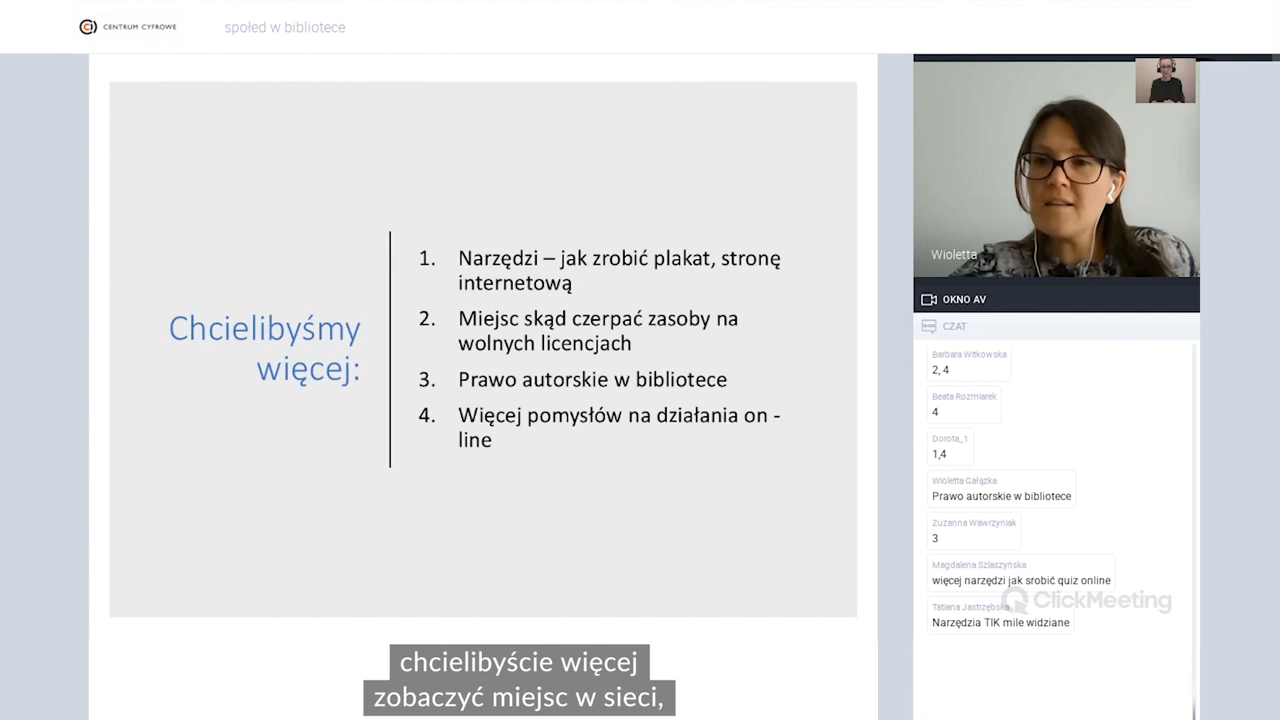 CENTRUM CYFROWE
społed w bibliotece
Chcielibyśmy
więcej:
1. Narzędzi – jak zrobić plakat, stronę
internetową
2. Miejsc skąd czerpać zasoby na
wolnych licencjach
3. Prawo autorskie w bibliotece
4. Więcej pomysłów na działania on -
line
chcielibyście więcej
zobaczyć miejsc w sieci,
Wioletta
OKNO AV
CZAT
Barbara Witkowska
2, 4
Beata Rozmiarek
4
Dorota_1
1,4
Wioletta Gałązka
Prawo autorskie w bibliotece
Zuzanna Wawrzyniak
3
Magdalena Szlaszyńska
więcej narzędzi jak srobić quiz online
ClickMeeting
Tatiana Jastrzębska
Narzędzia TIK mile widziane